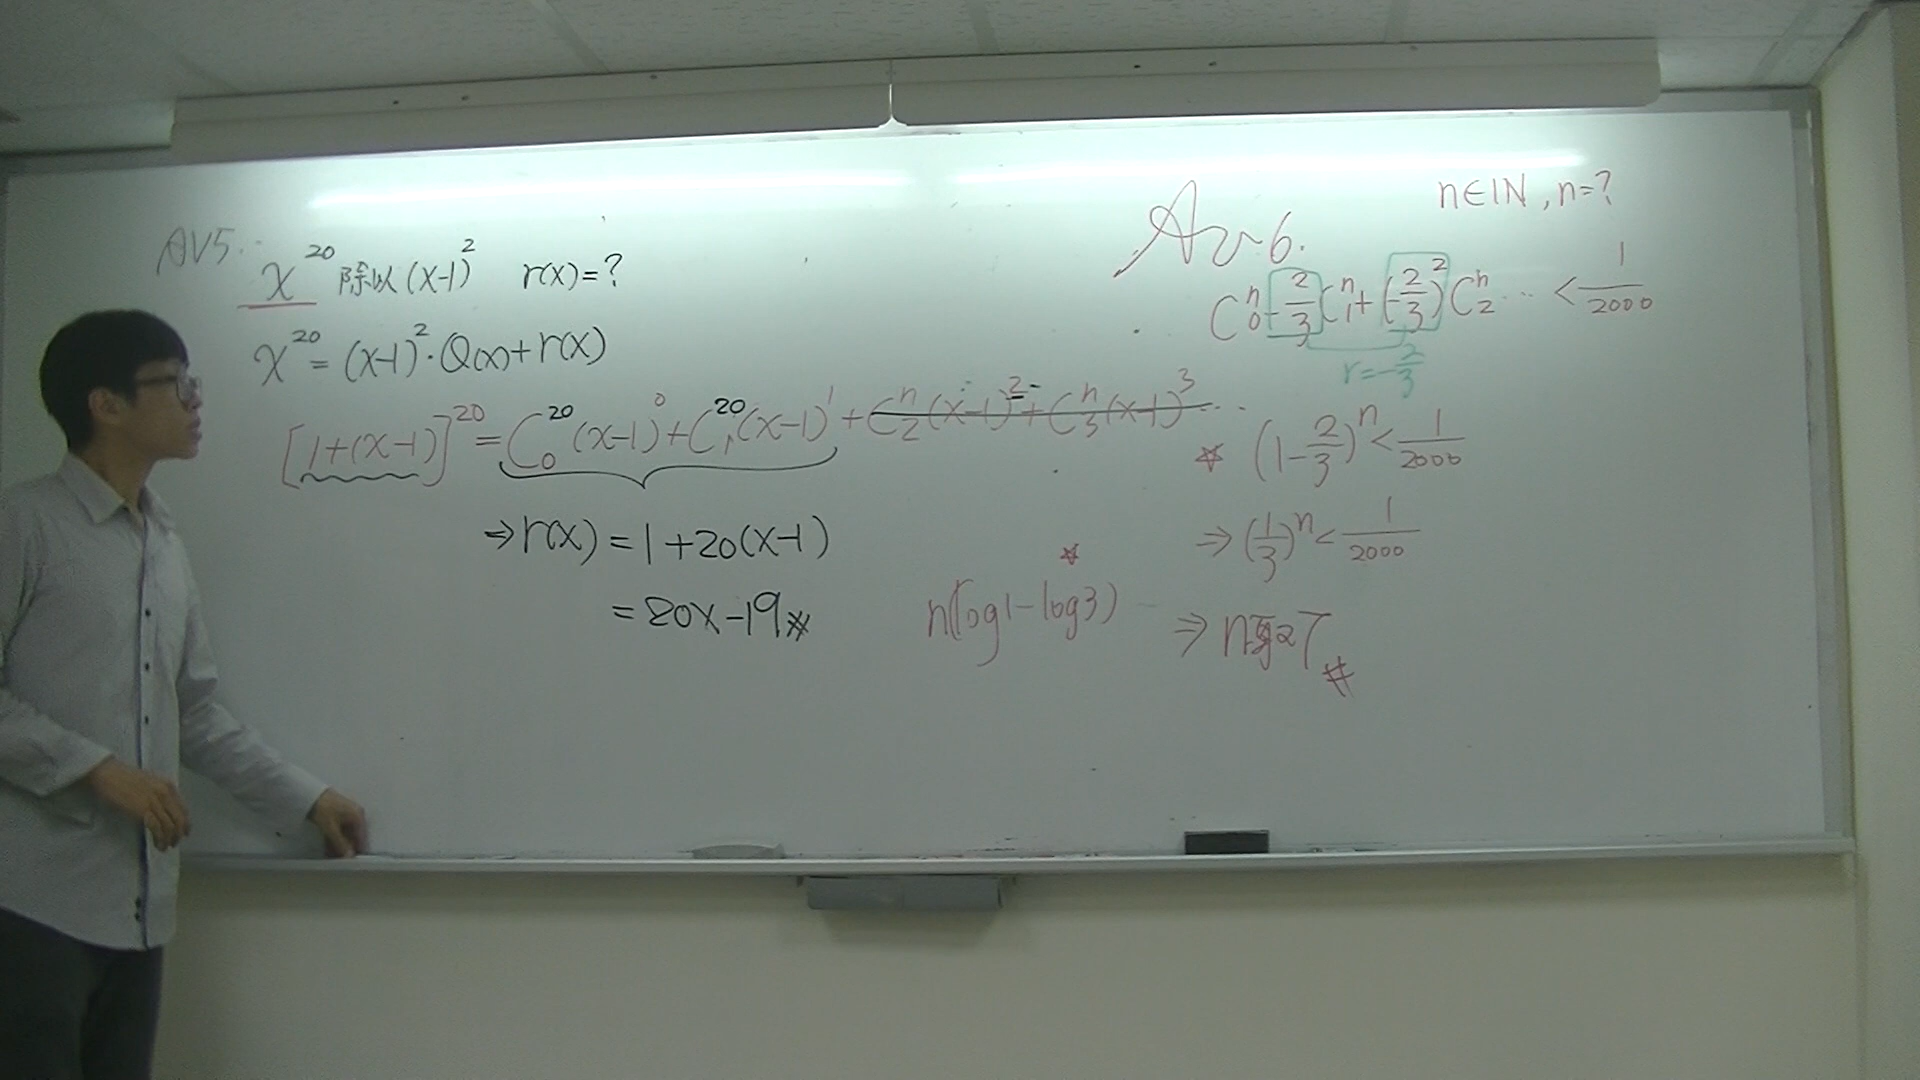 AV5.
x^20 除以 (x-1)^2 r(x)=?
x^20 = (x-1)^2 · Q(x)+r(x)
[1+(x-1)]^20 = C^20_0 (x-1)^0 + C^20_1 (x-1)^1 + C^n_2 (x-1)^2 + C^n_3 (x-1)^3 ...
⇒ r(x) = 1+20(x-1)
= 20x-19
n(log1-log3)
Av6.
n∈IN, n=?
C^n_0 - 2/3 C^n_1 + (-2/3)^2 C^n_2 ... < 1/2000
r=-2/3
☆ (1-2/3)^n < 1/2000
⇒ (1/3)^n < 1/2000
⇒ n